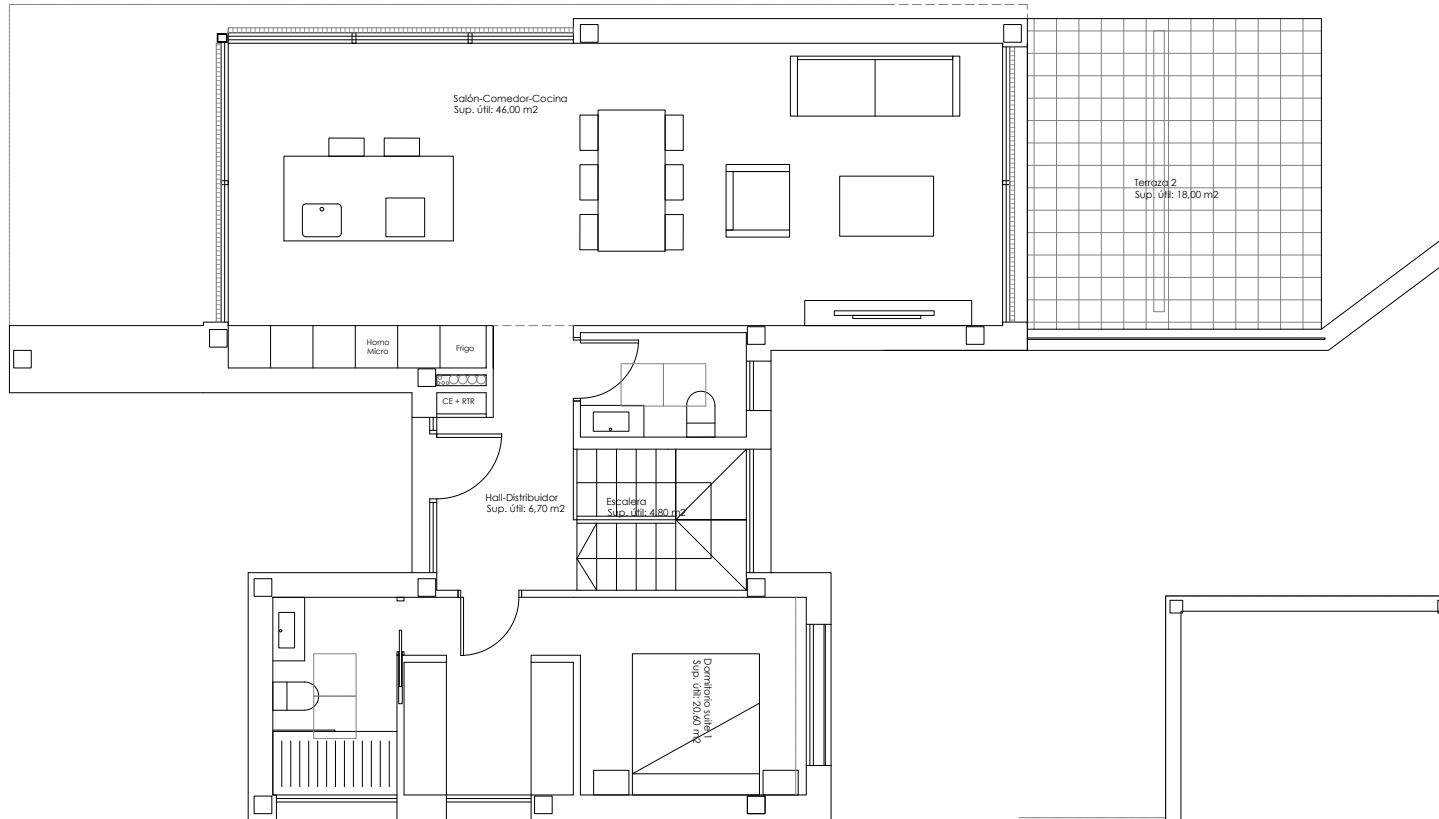 Salón-Comedor-Cocina
Sup. útil: 46,00 m2
Terraza 2
Sup. útil: 18,00 m2
Horno
Micro
Frigo
CE + RTR
Hall-Distribuidor
Sup. útil: 6,70 m2
Escalera
Sup. útil: 4,80 m2
Dormitorio suite 1
Sup. útil: 20,60 m2